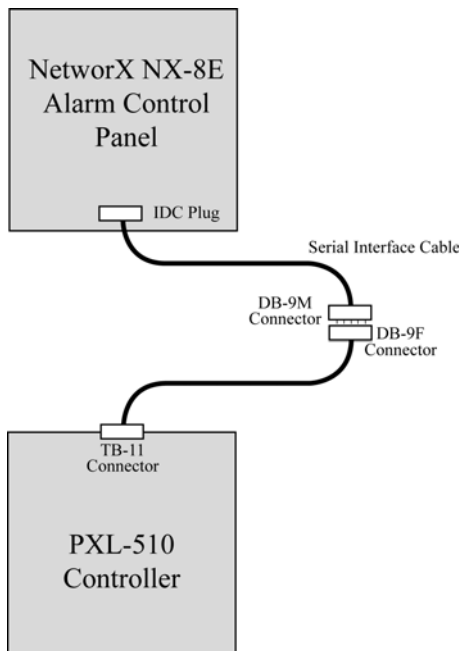 NetworX NX-8E
Alarm Control
Panel
IDC Plug
Serial Interface Cable
DB-9M
Connector
DB-9F
Connector
TB-11
Connector
PXL-510
Controller